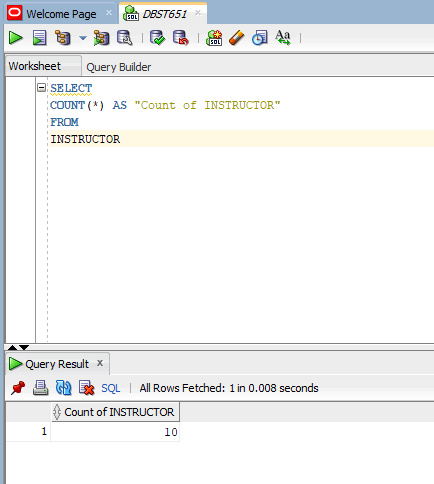 Welcome Page
DBST651
Worksheet
Query Builder
SELECT
COUNT(*) AS "Count of INSTRUCTOR"
FROM
INSTRUCTOR
Query Result x
SQL | All Rows Fetched: 1 in 0.008 seconds
Count of INSTRUCTOR
1 10